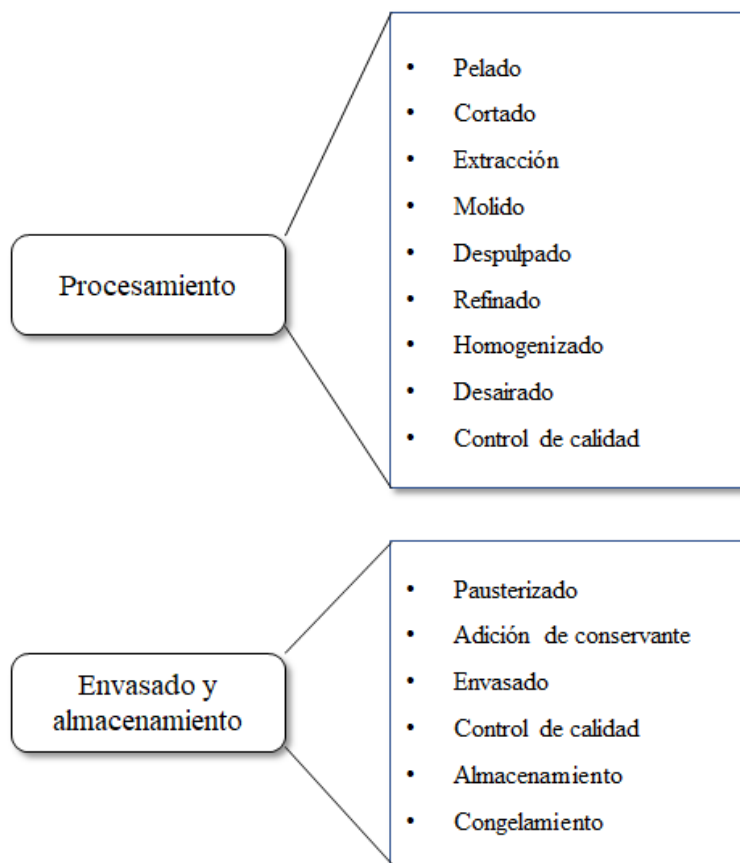 Procesamiento
• Pelado
• Cortado
• Extracción
• Molido
• Despulpado
• Refinado
• Homogenizado
• Desairado
• Control de calidad
Envasado y
almacenamiento
• Pausterizado
• Adición de conservante
• Envasado
• Control de calidad
• Almacenamiento
• Congelamiento